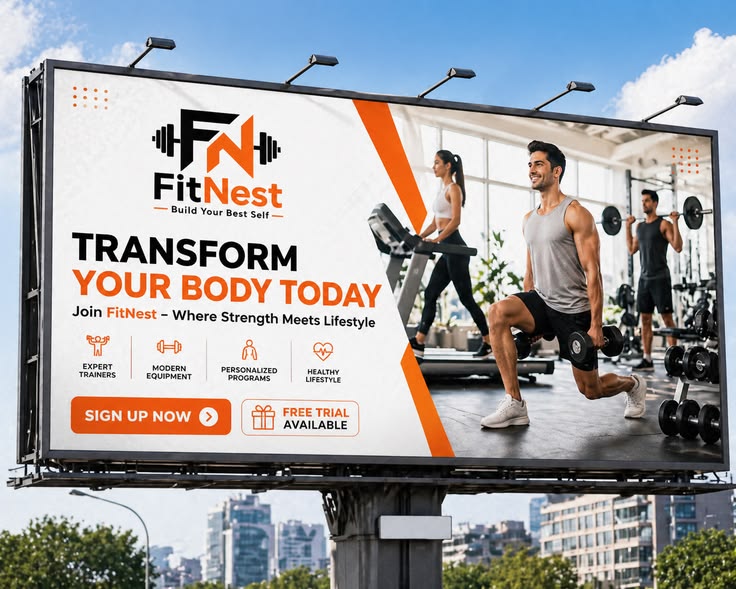 FN
FitNest
Build Your Best Self
TRANSFORM
YOUR BODY TODAY
Join FitNest – Where Strength Meets Lifestyle
EXPERT
TRAINERS
MODERN
EQUIPMENT
PERSONALIZED
PROGRAMS
HEALTHY
LIFESTYLE
SIGN UP NOW
FREE TRIAL
AVAILABLE